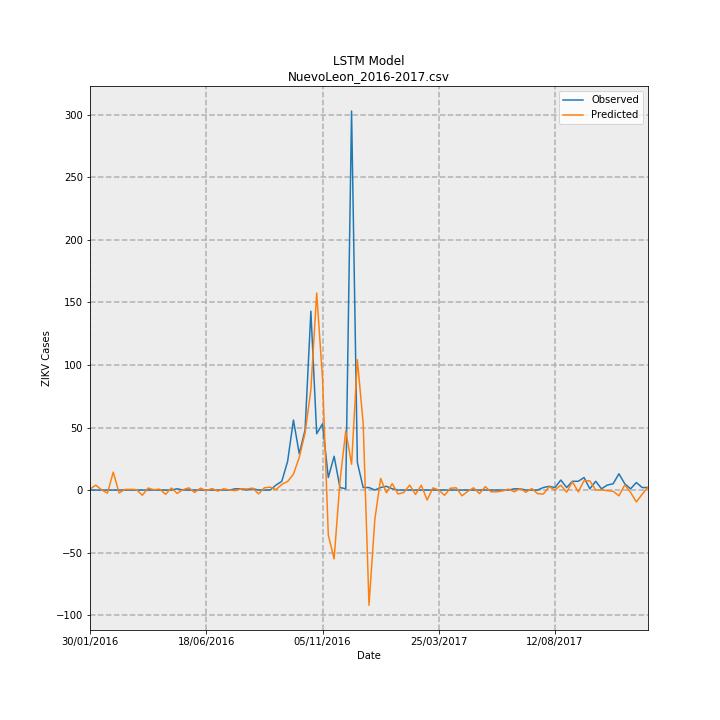 LSTM Model
NuevoLeon_2016-2017.csv
Observed
Predicted
300
250
200
150
100
50
0
−50
−100
ZIKV Cases
30/01/2016
18/06/2016
05/11/2016
25/03/2017
12/08/2017
Date